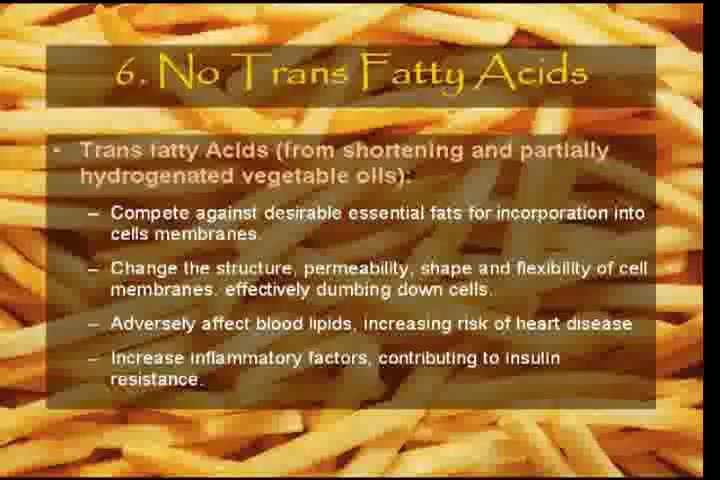 6. No Trans Fatty Acids
• Trans fatty Acids (from shortening and partially
hydrogenated vegetable oils):
– Compete against desirable essential fats for incorporation into
cells membranes.
– Change the structure, permeability, shape and flexibility of cell
membranes, effectively dumbing down cells.
– Adversely affect blood lipids, increasing risk of heart disease
– Increase inflammatory factors, contributing to insulin
resistance.